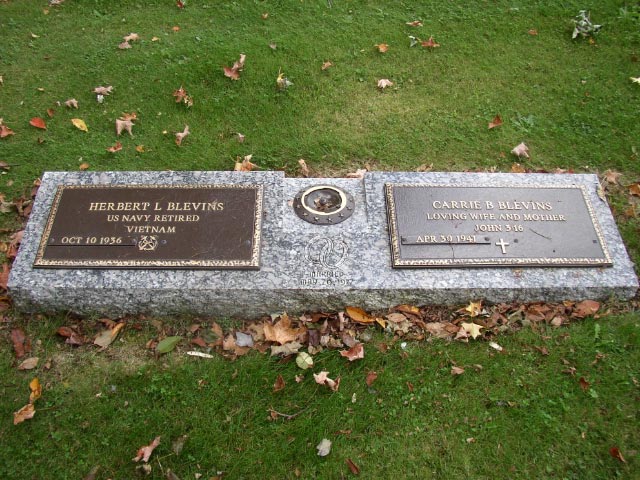 HERBERT L BLEVINS
US NAVY RETIRED
VIETNAM
OCT 10 1936
MARRIED
CARRIE B BLEVINS
LOVING WIFE AND MOTHER
JOHN 3:16
APR 30 1941